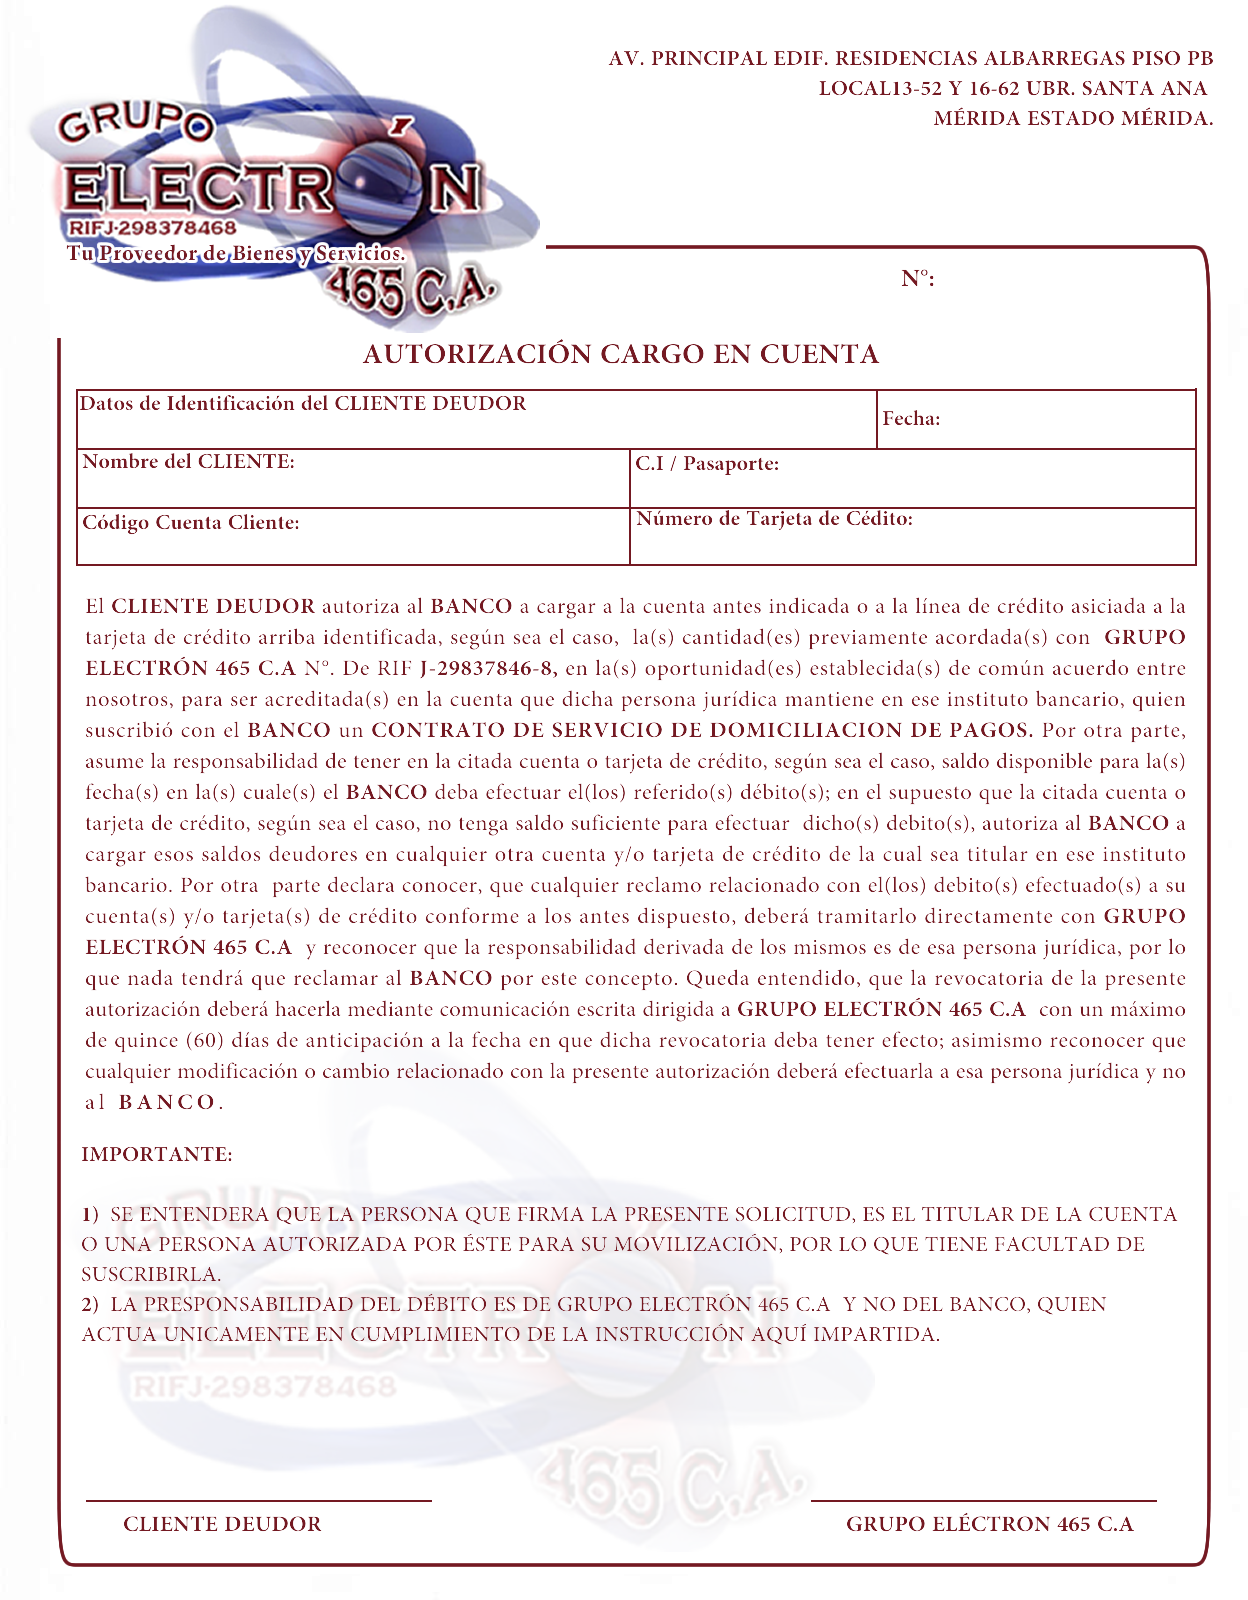 AV. PRINCIPAL EDIF. RESIDENCIAS ALBARREGAS PISO PB
LOCAL13-52 Y 16-62 UBR. SANTA ANA
MÉRIDA ESTADO MÉRIDA.
GRUPO
ELECTRÓN
RIFJ-298378468
Tu Proveedor de Bienes y Servicios.
465 C.A.
N°:
AUTORIZACIÓN CARGO EN CUENTA
Datos de Identificación del CLIENTE DEUDOR
Fecha:
Nombre del CLIENTE:
C.I / Pasaporte:
Código Cuenta Cliente:
Número de Tarjeta de Cédito:
El CLIENTE DEUDOR autoriza al BANCO a cargar a la cuenta antes indicada o a la línea de crédito asiciada a la
tarjeta de crédito arriba identificada, según sea el caso, la(s) cantidad(es) previamente acordada(s) con GRUPO
ELECTRÓN 465 C.A N°. De RIF J-29837846-8, en la(s) oportunidad(es) establecida(s) de común acuerdo entre
nosotros, para ser acreditada(s) en la cuenta que dicha persona jurídica mantiene en ese instituto bancario, quien
suscribió con el BANCO un CONTRATO DE SERVICIO DE DOMICILIACION DE PAGOS. Por otra parte,
asume la responsabilidad de tener en la citada cuenta o tarjeta de crédito, según sea el caso, saldo disponible para la(s)
fecha(s) en la(s) cuale(s) el BANCO deba efectuar el(los) referido(s) débito(s); en el supuesto que la citada cuenta o
tarjeta de crédito, según sea el caso, no tenga saldo suficiente para efectuar dicho(s) debito(s), autoriza al BANCO a
cargar esos saldos deudores en cualquier otra cuenta y/o tarjeta de crédito de la cual sea titular en ese instituto
bancario. Por otra parte declara conocer, que cualquier reclamo relacionado con el(los) debito(s) efectuado(s) a su
cuenta(s) y/o tarjeta(s) de crédito conforme a los antes dispuesto, deberá tramitarlo directamente con GRUPO
ELECTRÓN 465 C.A y reconocer que la responsabilidad derivada de los mismos es de esa persona jurídica, por lo
que nada tendrá que reclamar al BANCO por este concepto. Queda entendido, que la revocatoria de la presente
autorización deberá hacerla mediante comunicación escrita dirigida a GRUPO ELECTRÓN 465 C.A con un máximo
de quince (60) días de anticipación a la fecha en que dicha revocatoria deba tener efecto; asimismo reconocer que
cualquier modificación o cambio relacionado con la presente autorización deberá efectuarla a esa persona jurídica y no
al BANCO.
IMPORTANTE:
1) SE ENTENDERA QUE LA PERSONA QUE FIRMA LA PRESENTE SOLICITUD, ES EL TITULAR DE LA CUENTA
O UNA PERSONA AUTORIZADA POR ÉSTE PARA SU MOVILIZACIÓN, POR LO QUE TIENE FACULTAD DE
SUSCRIBIRLA.
2) LA PRESPONSABILIDAD DEL DÉBITO ES DE GRUPO ELECTRÓN 465 C.A Y NO DEL BANCO, QUIEN
ACTUA UNICAMENTE EN CUMPLIMIENTO DE LA INSTRUCCIÓN AQUÍ IMPARTIDA.
GRUPO
ELECTRÓN
RIFJ-298378468
465 C.A.
CLIENTE DEUDOR
GRUPO ELÉCTRON 465 C.A